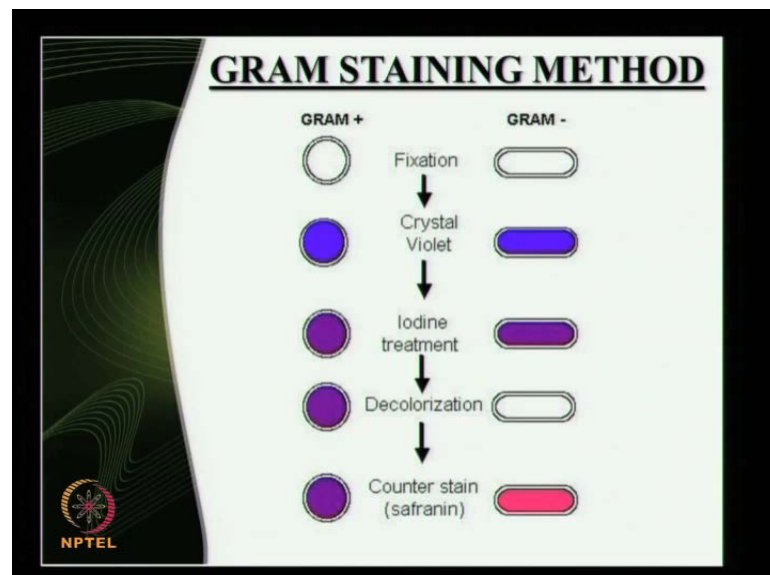 GRAM STAINING METHOD
GRAM + GRAM -
Fixation
Crystal
Violet
Iodine
treatment
Decolorization
Counter stain
(safranin)
NPTEL